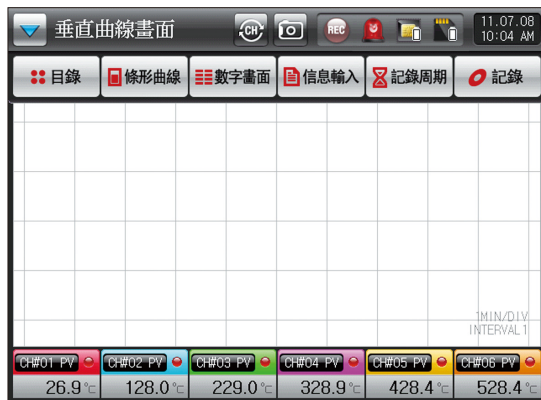 垂直曲線畫面 CH REC 11.07.08
10:04 AM
目錄 條形曲線 數字畫面 信息輸入 記錄周期 記錄
1MIN/DIV
INTERVAL 1
CH#01 PV CH#02 PV CH#03 PV CH#04 PV CH#05 PV CH#06 PV
26.9℃ 128.0℃ 229.0℃ 328.9℃ 428.4℃ 528.4℃